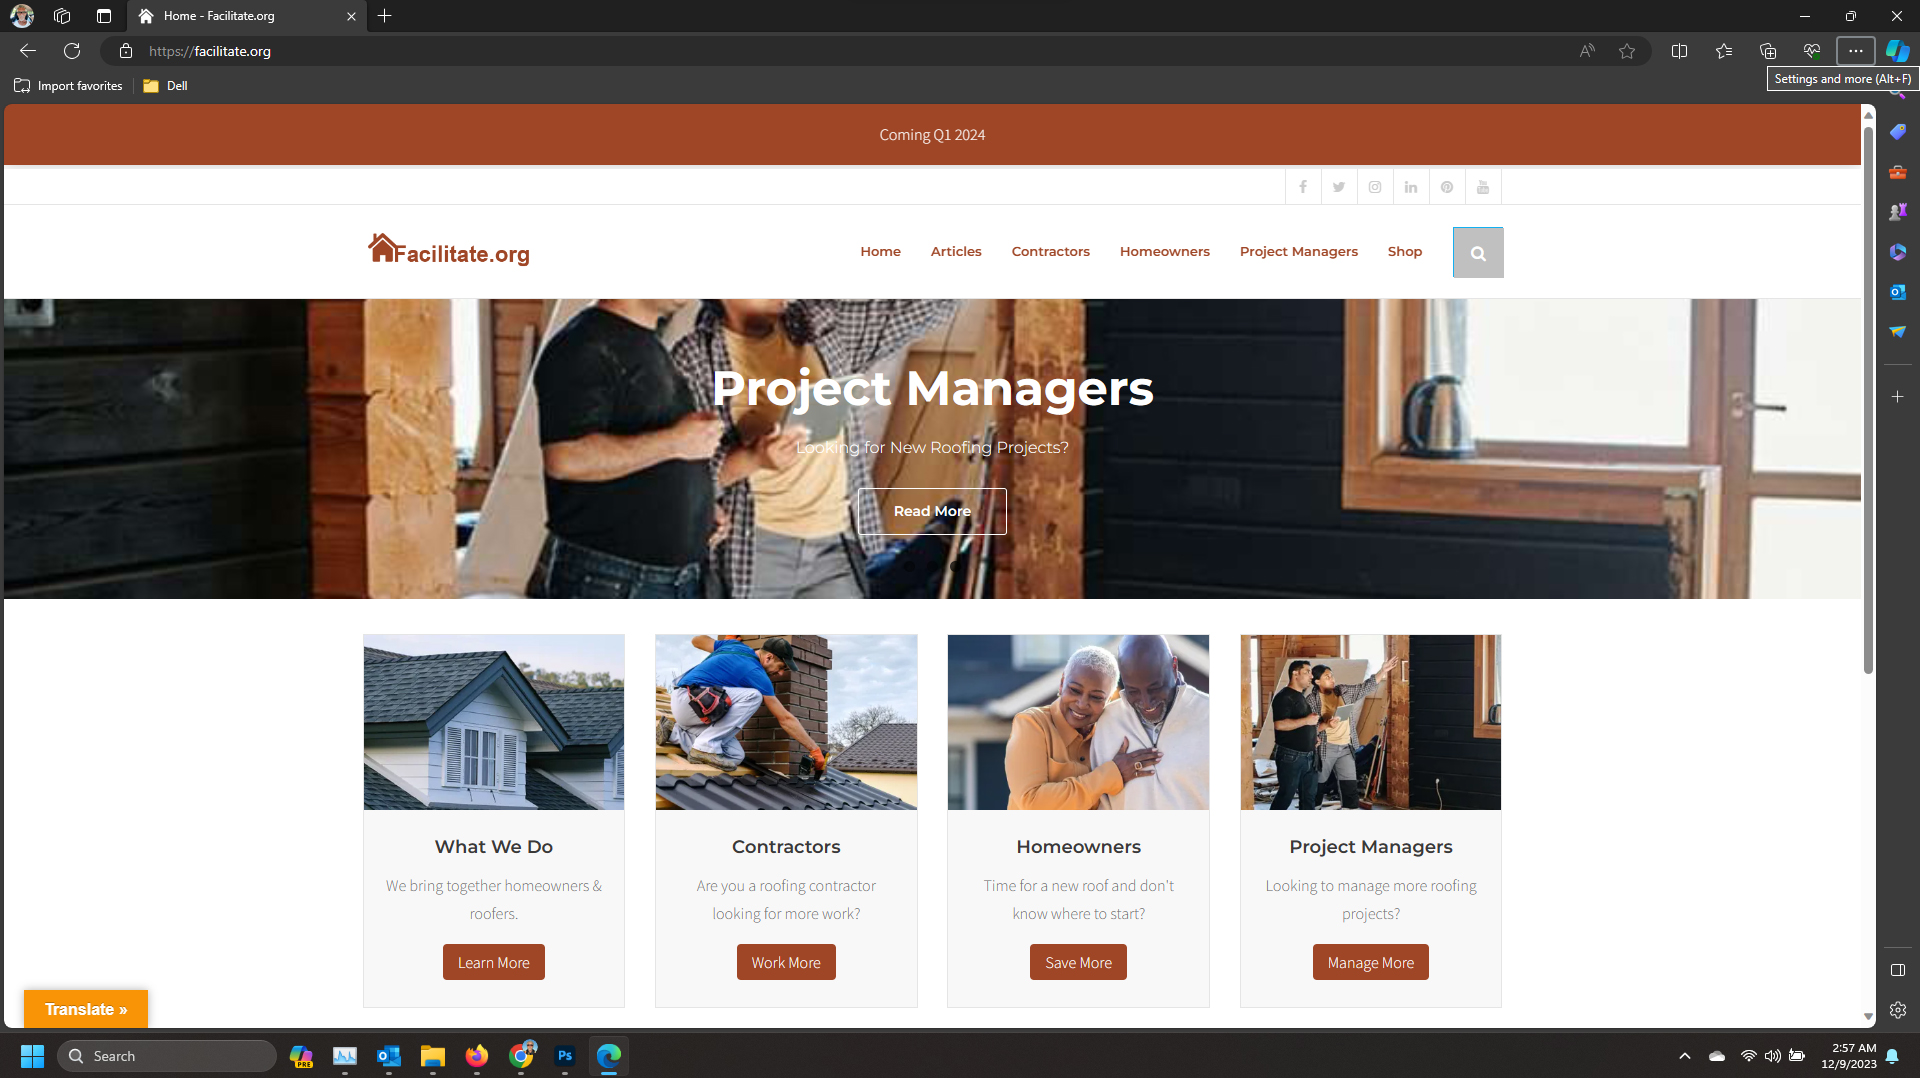 Home - Facilitate.org
https://facilitate.org
Settings and more (Alt+F)
Import favorites
Dell
Coming Q1 2024
Facilitate.org
Home
Articles
Contractors
Homeowners
Project Managers
Shop
Project Managers
Looking for New Roofing Projects?
Read More
What We Do
We bring together homeowners &
roofers.
Learn More
Contractors
Are you a roofing contractor
looking for more work?
Work More
Homeowners
Time for a new roof and don't
know where to start?
Save More
Project Managers
Looking to manage more roofing
projects?
Manage More
Translate »
Search
PRE
Ps
2:57 AM
12/9/2023